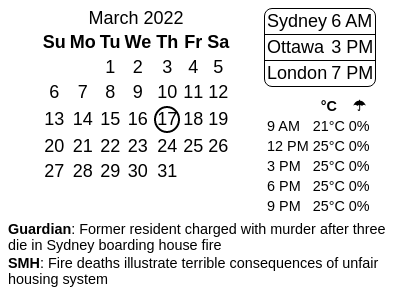 March 2022
Su Mo Tu We Th Fr Sa
1 2 3 4 5
6 7 8 9 10 11 12
13 14 15 16 17 18 19
20 21 22 23 24 25 26
27 28 29 30 31
Sydney 6 AM
Ottawa 3 PM
London 7 PM
°C ☂
9 AM 21°C 0%
12 PM 25°C 0%
3 PM 25°C 0%
6 PM 25°C 0%
9 PM 25°C 0%
Guardian: Former resident charged with murder after three
die in Sydney boarding house fire
SMH: Fire deaths illustrate terrible consequences of unfair
housing system